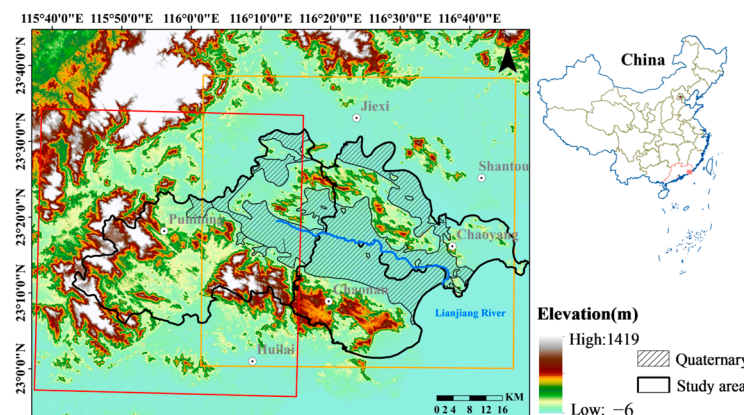 115°40'0"E 115°50'0"E 116°0'0"E 116°10'0"E 116°20'0"E 116°30'0"E 116°40'0"E
23°40'0"N
23°30'0"N
23°20'0"N
23°10'0"N
23°0'0"N
Jiexi
Shantou
Puning
Chaoyang
Chaonan
Lianjiang River
Huilai
KM
0 2 4 8 12 16
China
Elevation(m)
High:1419
Low: −6
Quaternary
Study area